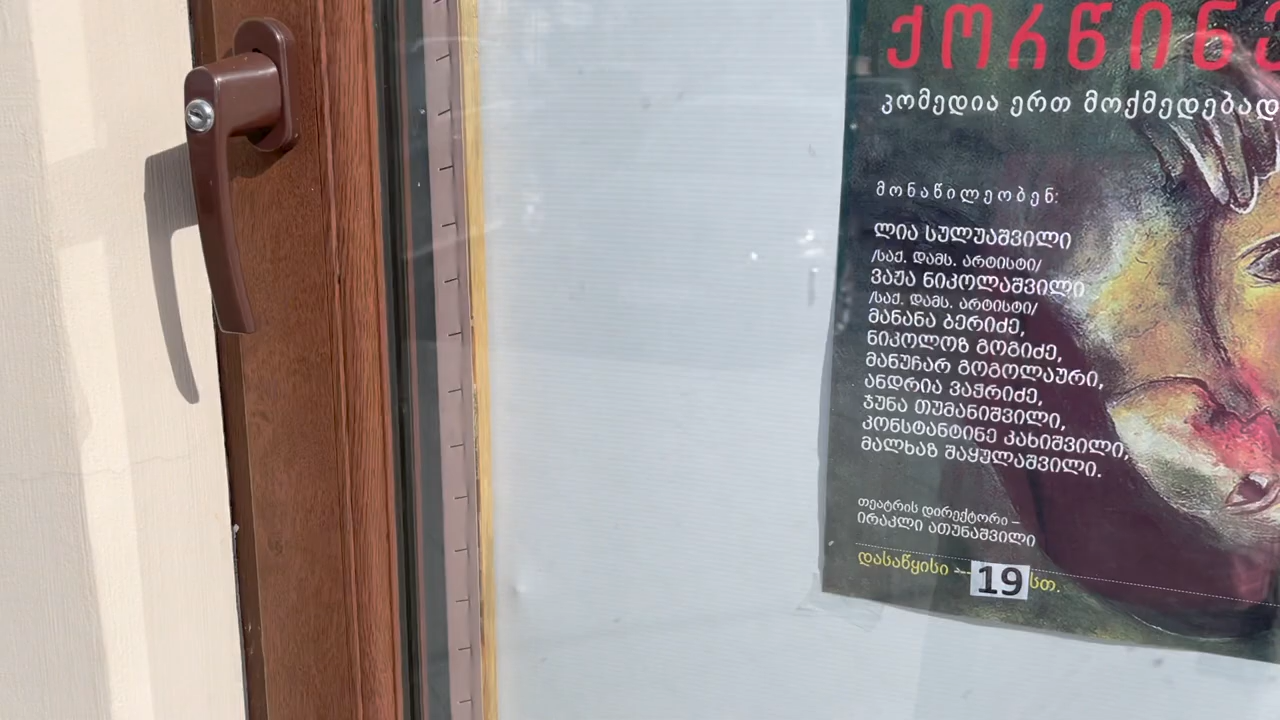 ქორწინე
კომედია ერთ მოქმედებად
მონაწილეობენ:
ლია სულუაშვილი
/საქ. დამს. არტისტი/
ვაჟა ნიკოლაშვილი
/საქ. დამს. არტისტი/
მანანა ბერიძე,
ნიკოლოზ გოგიძე,
მანუჩარ გოგოლაური,
ანდრია ვაჭრიძე,
ჯუნა თუმანიშვილი,
კონსტანტინე კახიშვილი,
მალხაზ შაყულაშვილი.
თეატრის დირექტორი –
ირაკლი ათუნაშვილი
დასაწყისი — 19 სთ.